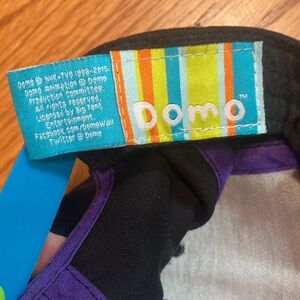 Domo © NHK-TYO 1998-2015.
Domo Animation © Domo
Production Committee.
All rights reserved.
Licensed by Big Tent
Entertainment.
Facebook.com/DomoWall
Twitter @ Domo
Domo™